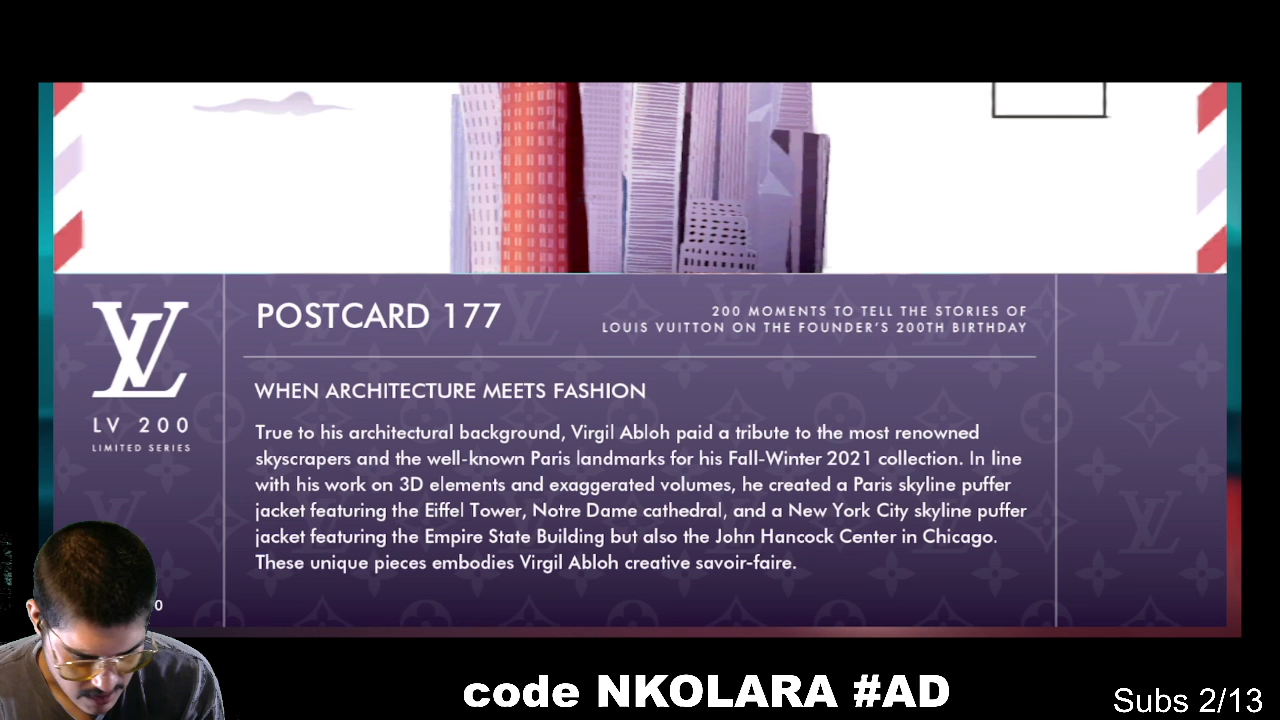 POSTCARD 177
200 MOMENTS TO TELL THE STORIES OF
LOUIS VUITTON ON THE FOUNDER'S 200TH BIRTHDAY
LV
LV 200
LIMITED SERIES
WHEN ARCHITECTURE MEETS FASHION
True to his architectural background, Virgil Abloh paid a tribute to the most renowned
skyscrapers and the well-known Paris landmarks for his Fall-Winter 2021 collection. In line
with his work on 3D elements and exaggerated volumes, he created a Paris skyline puffer
jacket featuring the Eiffel Tower, Notre Dame cathedral, and a New York City skyline puffer
jacket featuring the Empire State Building but also the John Hancock Center in Chicago.
These unique pieces embodies Virgil Abloh creative savoir-faire.
0
code NKOLARA #AD
Subs 2/13